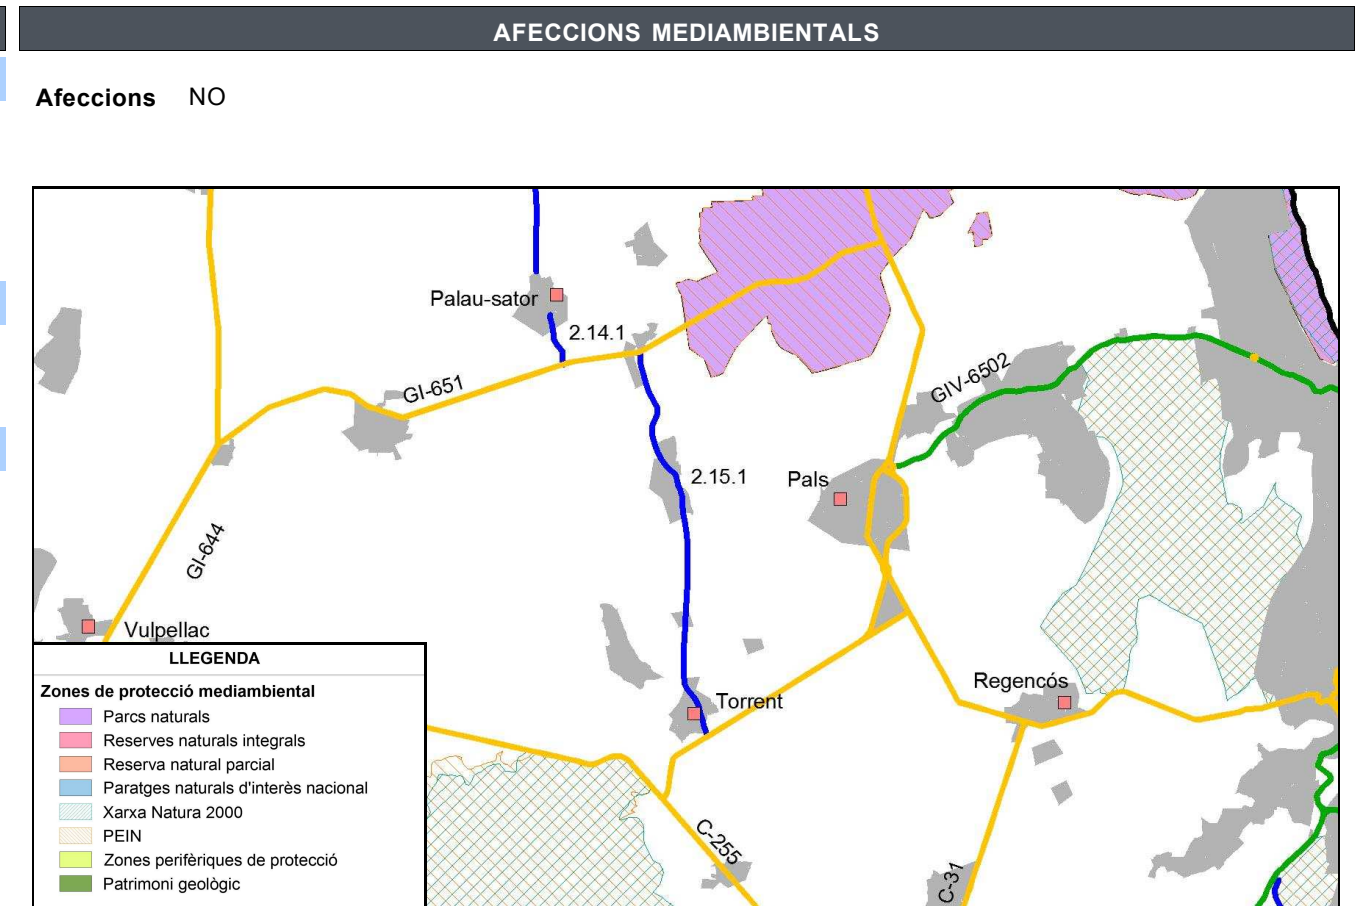 AFECCIONS MEDIAMBIENTALS
Afeccions NO
Palau-sator
2.14.1
GI-651
GIV-6502
2.15.1
Pals
GI-644
Vulpellac
Regencós
Torrent
C-255
C-31
LLEGENDA
Zones de protecció mediambiental
Parcs naturals
Reserves naturals integrals
Reserva natural parcial
Paratges naturals d'interès nacional
Xarxa Natura 2000
PEIN
Zones perifèriques de protecció
Patrimoni geològic